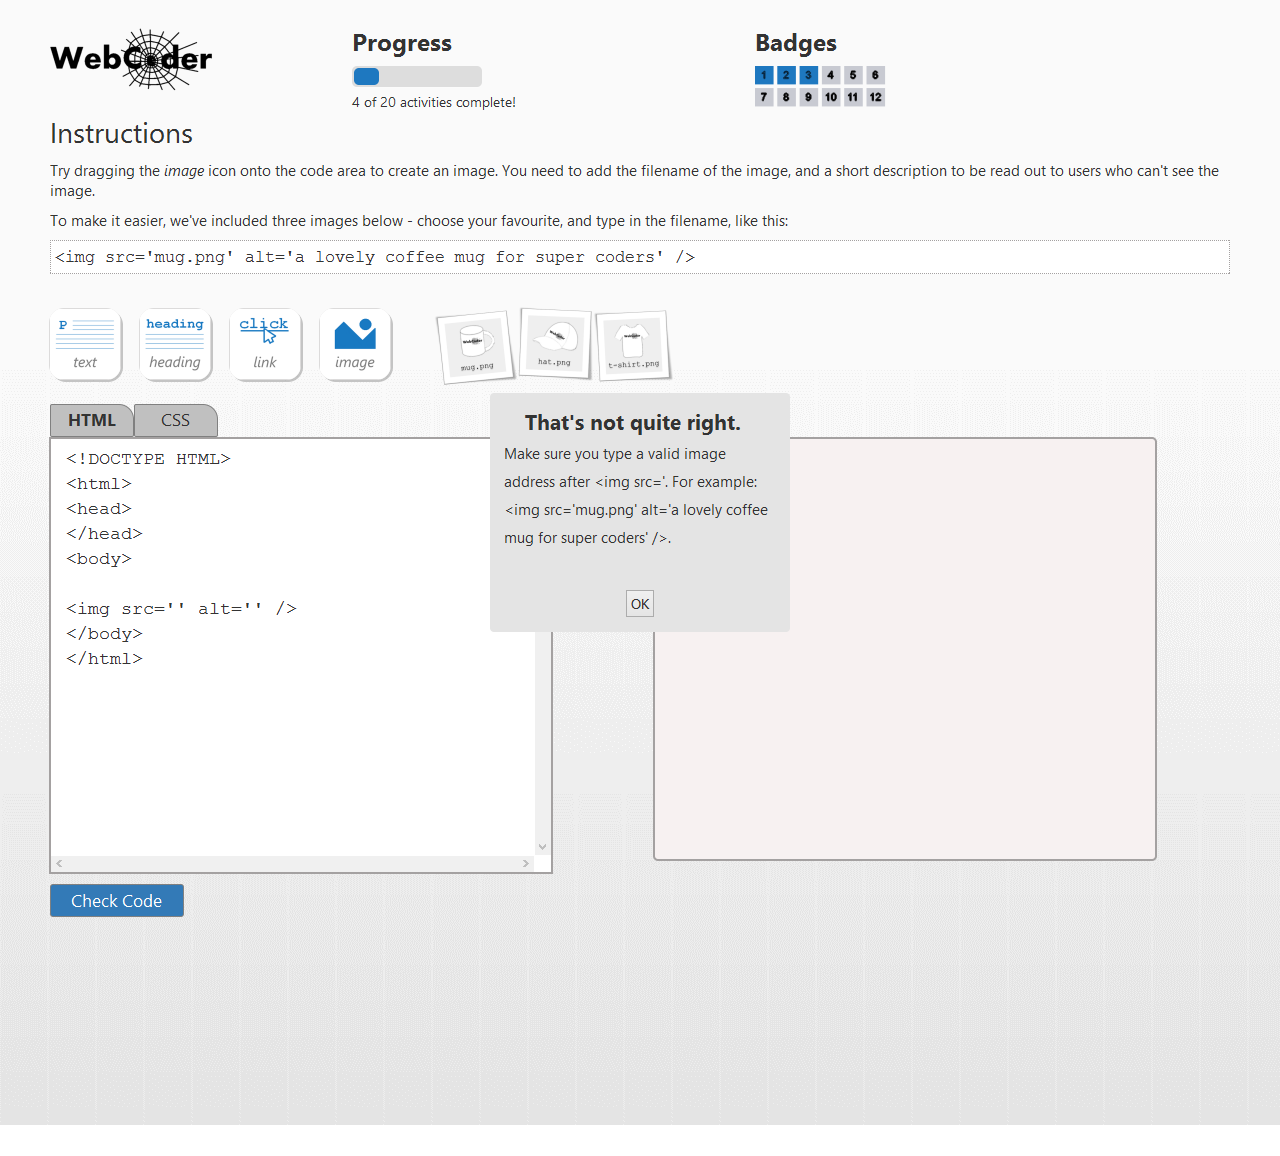 WebCoder
Progress
4 of 20 activities complete!
Badges
1 2 3 4 5 6
7 8 9 10 11 12
Instructions
Try dragging the image icon onto the code area to create an image. You need to add the filename of the image, and a short description to be read out to users who can't see the
image.
To make it easier, we've included three images below - choose your favourite, and type in the filename, like this:
<img src='mug.png' alt='a lovely coffee mug for super coders' />
P
text
heading
heading
click
link
image
mug.png
hat.png
t-shirt.png
HTML
CSS
<!DOCTYPE HTML>
<html>
<head>
</head>
<body>
<img src='' alt='' />
</body>
</html>
That's not quite right.
Make sure you type a valid image
address after <img src='. For example:
<img src='mug.png' alt='a lovely coffee
mug for super coders' />.
OK
Check Code